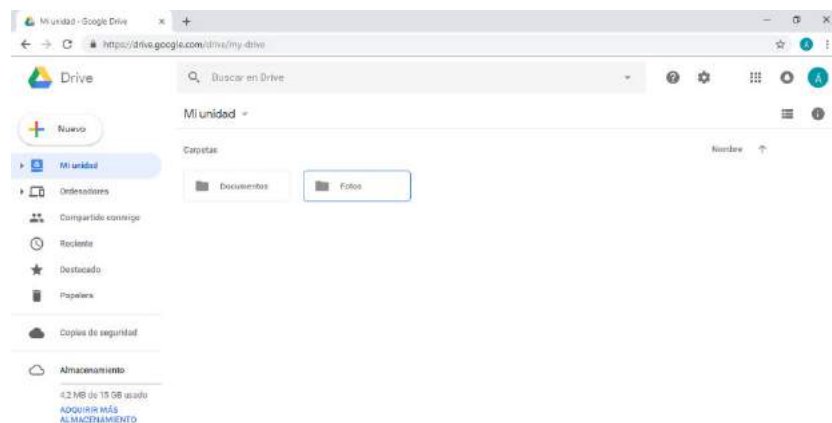 Mi unidad - Google Drive
https://drive.google.com/drive/my-drive
Drive
Buscar en Drive
A
Nuevo
Mi unidad
Carpetas
Nombre
Mi unidad
Ordenadores
Documentos
Fotos
Compartido conmigo
Reciente
Destacado
Papelera
Copias de seguridad
Almacenamiento
4,2 MB de 15 GB usado
ADQUIRIR MÁS
ALMACENAMIENTO